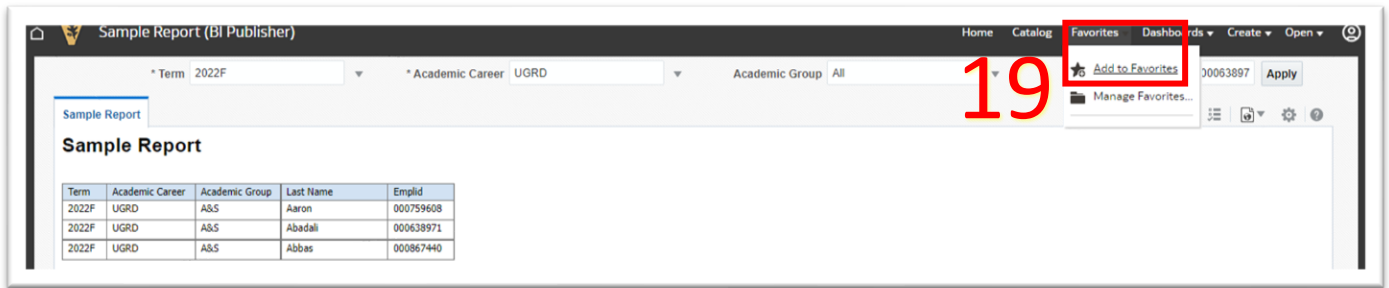 Sample Report (BI Publisher) Home Catalog Favorites Dashboards Create Open
* Term 2022F * Academic Career UGRD Academic Group All 00063897 Apply
19
Add to Favorites
Manage Favorites...
Sample Report
Sample Report
Term Academic Career Academic Group Last Name Emplid
2022F UGRD A&S Aaron 000759608
2022F UGRD A&S Abadali 000638971
2022F UGRD A&S Abbas 000867440